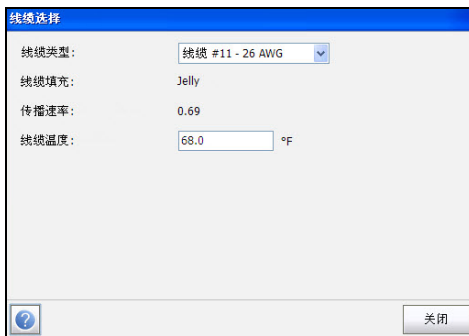 线缆选择
线缆类型: 线缆 #11 - 26 AWG
线缆填充: Jelly
传播速率: 0.69
线缆温度: 68.0 °F
? 关闭